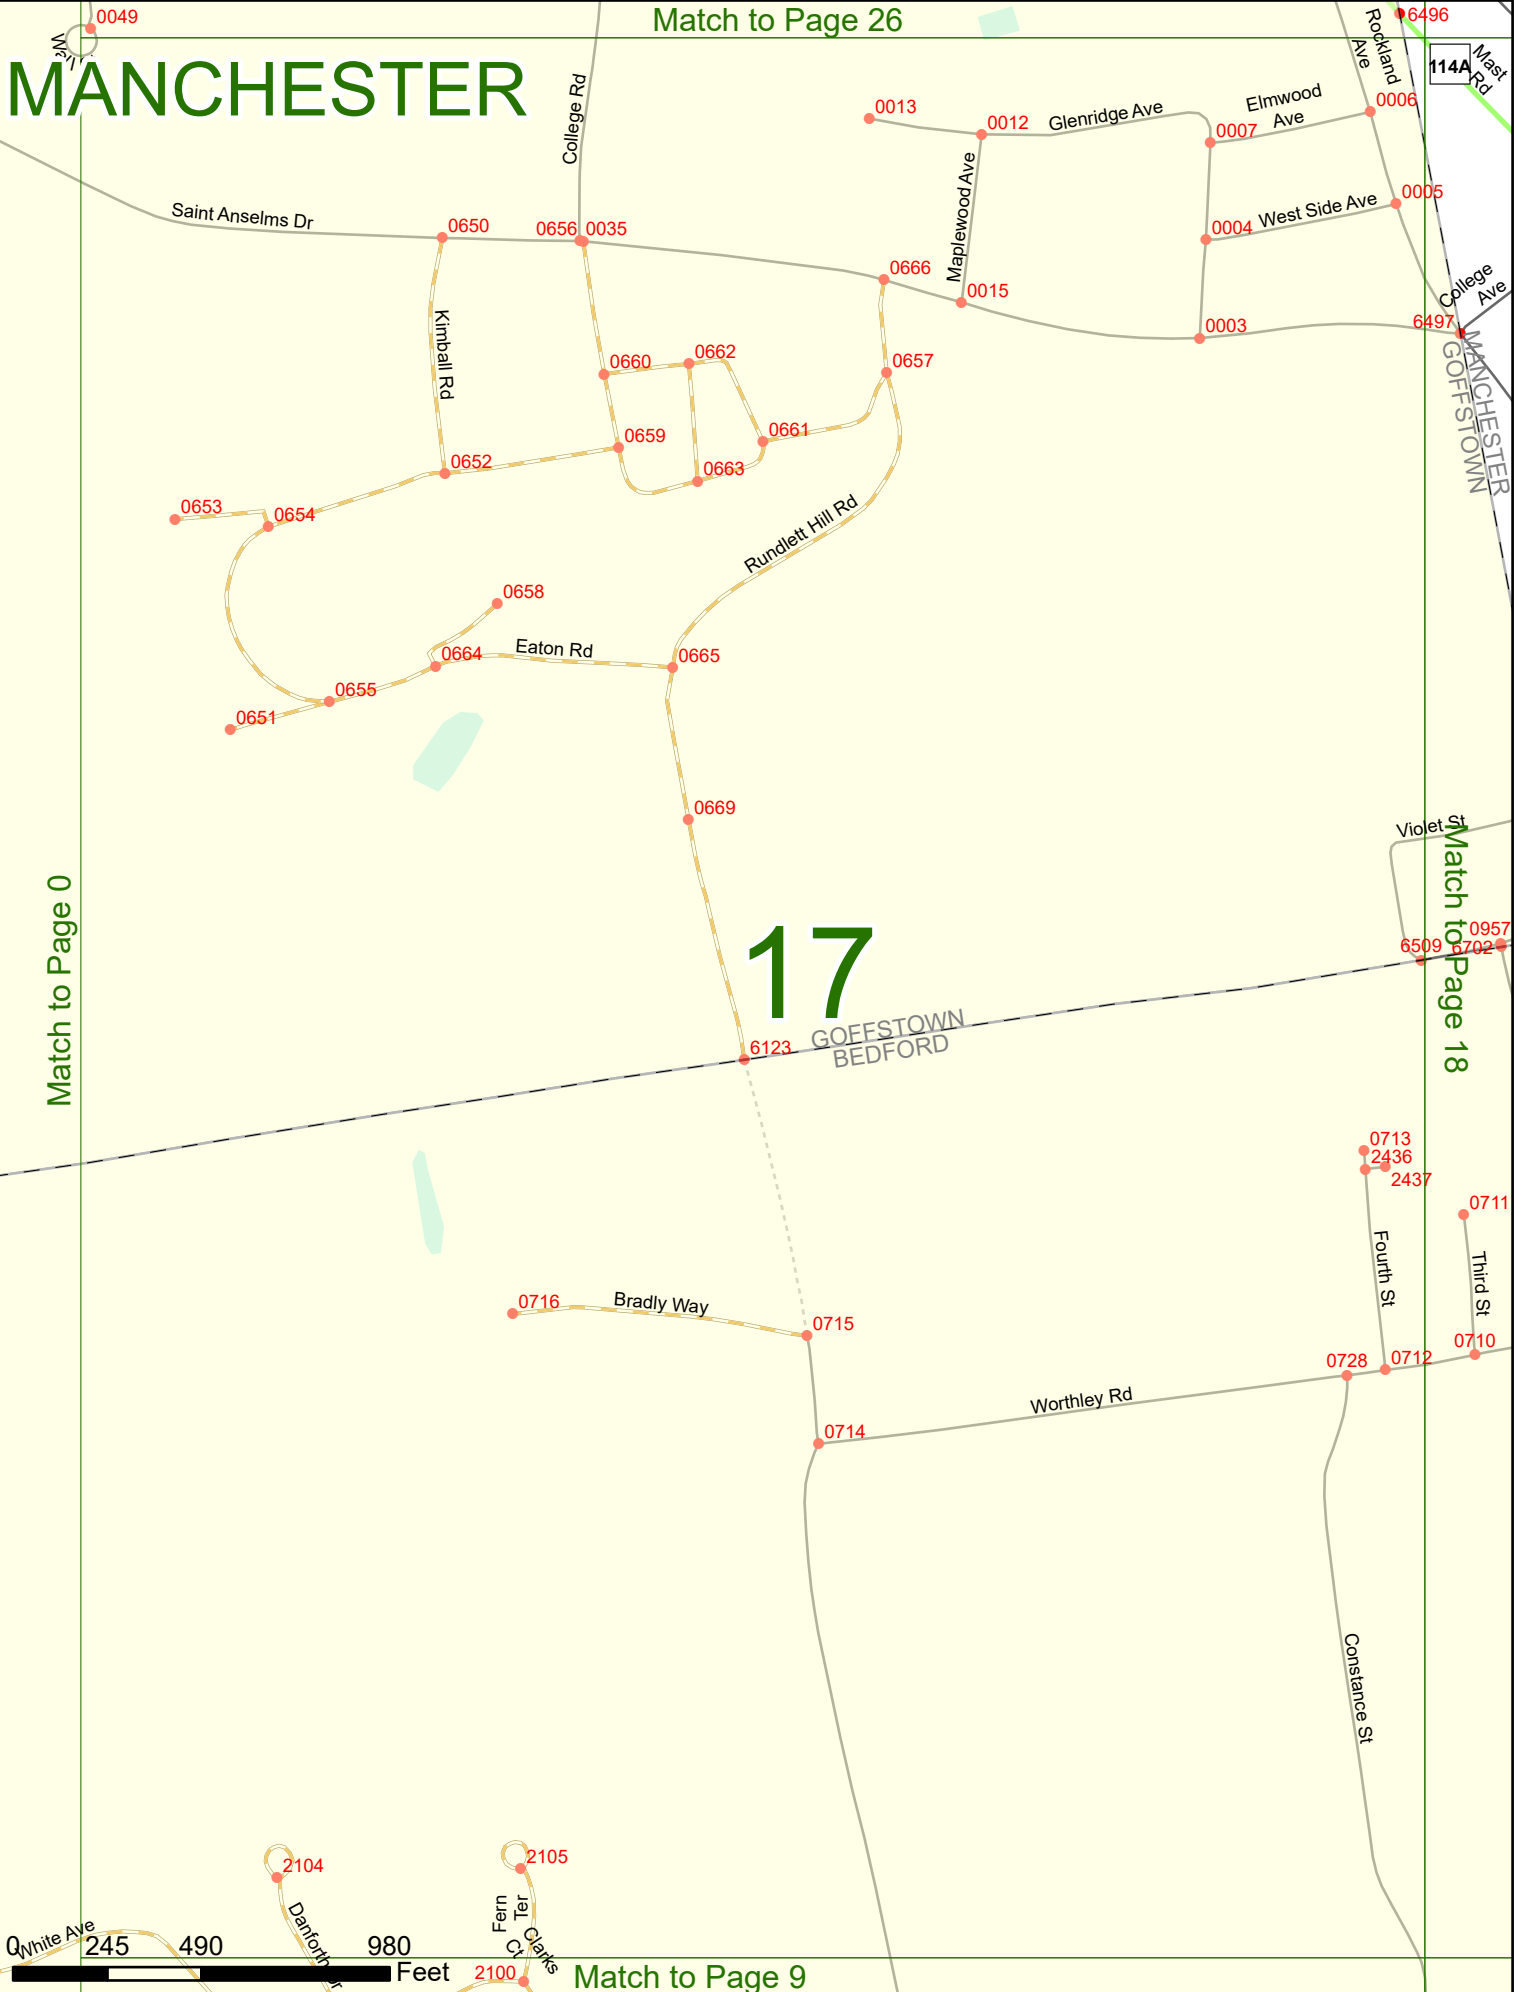 0049
Match to Page 26
6496
Rockland
Ave
114A
Mast
Rd
MANCHESTER
College Rd
0013
0012
Glenridge Ave
Elmwood
Ave
0006
0007
Maplewood Ave
Saint Anselms Dr
0650
0656
0035
0004
West Side Ave
0005
0666
0015
College
Ave
0003
6497
MANCHESTER
GOFFSTOWN
Kimball Rd
0660
0662
0657
0659
0661
0652
0663
0653
0654
Rundlett Hill Rd
0658
Eaton Rd
0664
0665
0655
0651
0669
Violet St
Match to Page 0
17
Match to Page 18
6509
6702
0957
GOFFSTOWN
BEDFORD
6123
0713
2436
2437
0711
Fourth St
Third St
0716
Bradly Way
0715
0710
0728
0712
Worthley Rd
0714
Constance St
2104
2105
Fern
Ter
Clarks
Ct
Danforth Dr
White Ave
0 245 490 980
Feet
2100
Match to Page 9